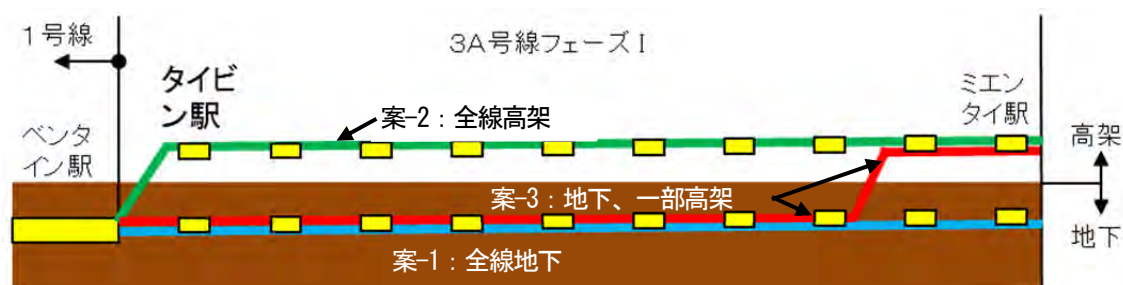 1号線
3A号線フェーズⅠ
タイビ
ン駅
ミエン
タイ駅
ベンタ
イン駅
案-2：全線高架
高架
案-3：地下、一部高架
地下
案-1：全線地下